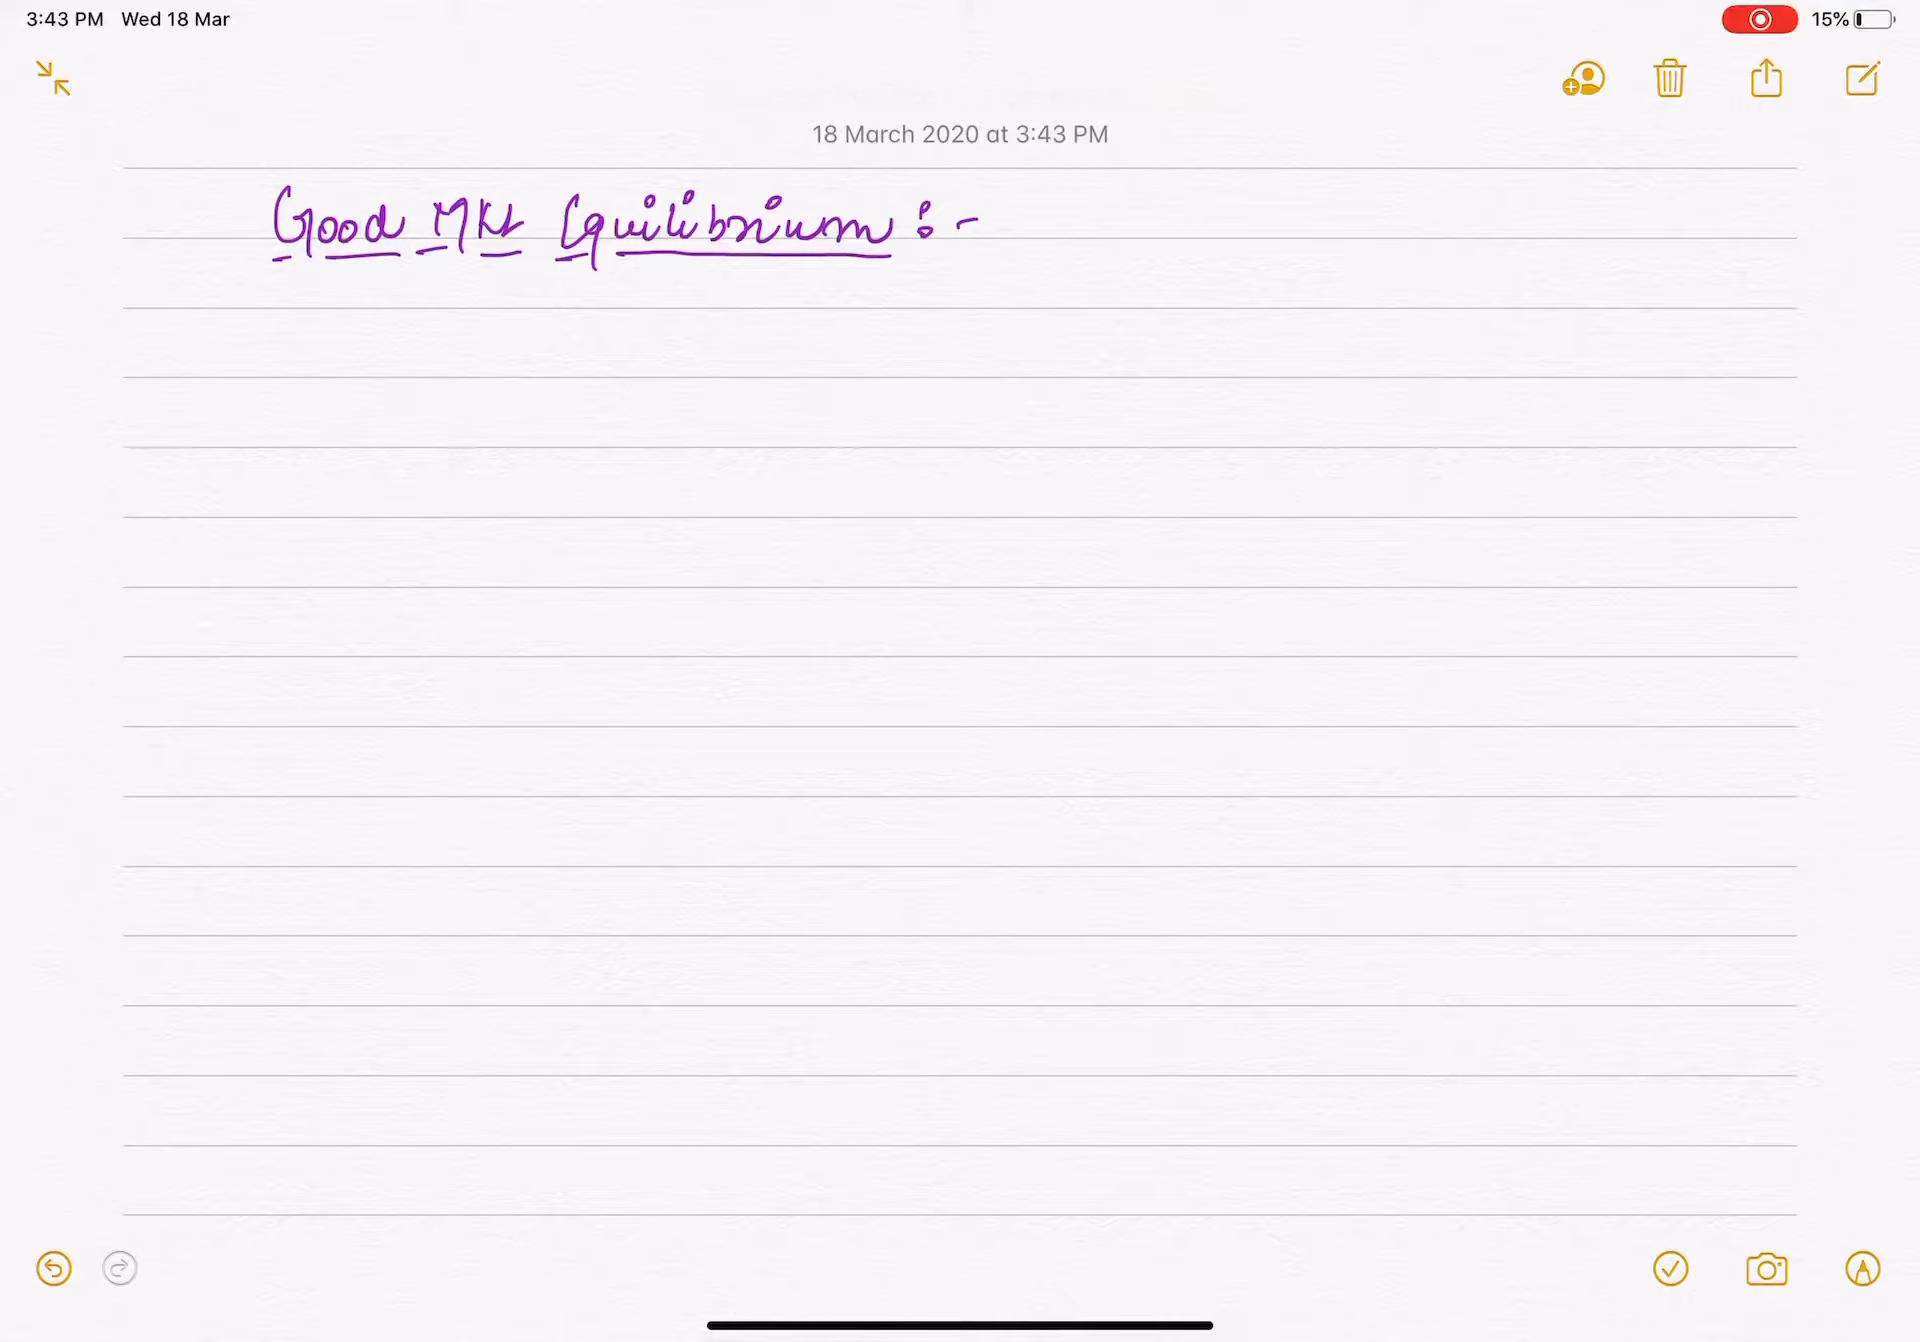 3:43 PM Wed 18 Mar 15%
18 March 2020 at 3:43 PM
Good Mkt Equilibrium :-